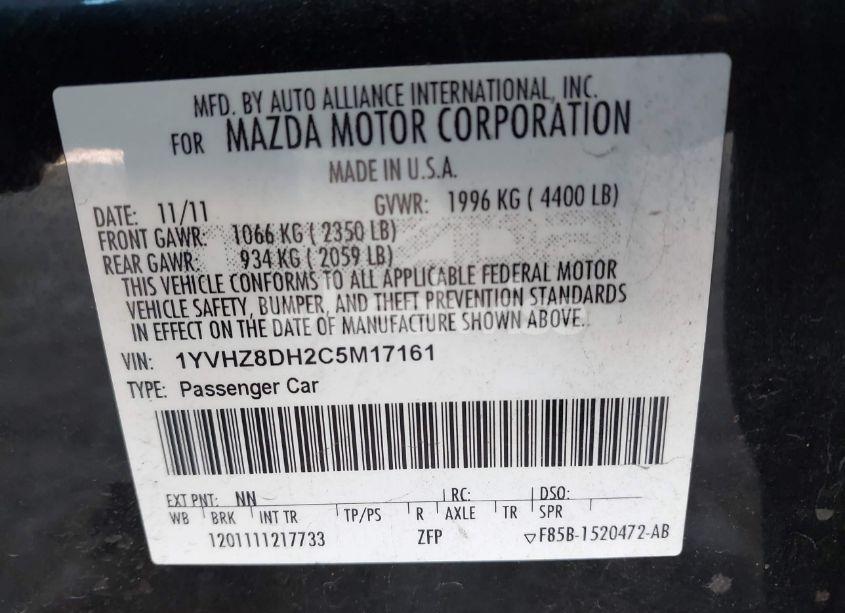 MFD. BY AUTO ALLIANCE INTERNATIONAL, INC.
FOR MAZDA MOTOR CORPORATION
MADE IN U.S.A.
DATE: 11/11 GVWR: 1996 KG ( 4400 LB)
FRONT GAWR: 1066 KG ( 2350 LB)
REAR GAWR: 934 KG ( 2059 LB)
THIS VEHICLE CONFORMS TO ALL APPLICABLE FEDERAL MOTOR
VEHICLE SAFETY, BUMPER, AND THEFT PREVENTION STANDARDS
IN EFFECT ON THE DATE OF MANUFACTURE SHOWN ABOVE.
VIN: 1YVHZ8DH2C5M17161
TYPE: Passenger Car
EXT PNT: NN RC: DSO:
WB BRK INT TR TP/PS R AXLE TR SPR
1201111217733 ZFP ▽F85B-1520472-AB